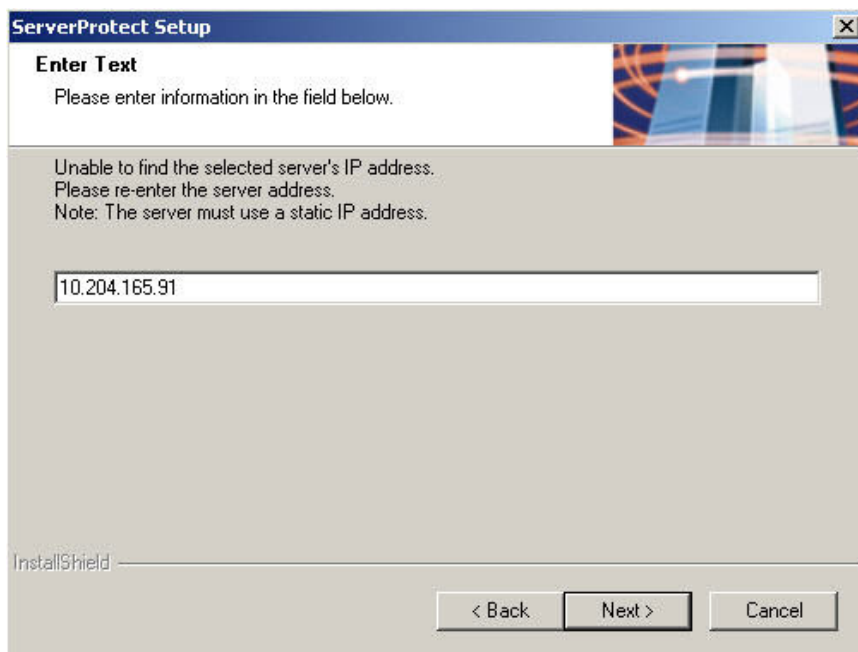 ServerProtect Setup
Enter Text
Please enter information in the field below.
Unable to find the selected server's IP address.
Please re-enter the server address.
Note: The server must use a static IP address.
10.204.165.91
InstallShield
< Back
Next >
Cancel